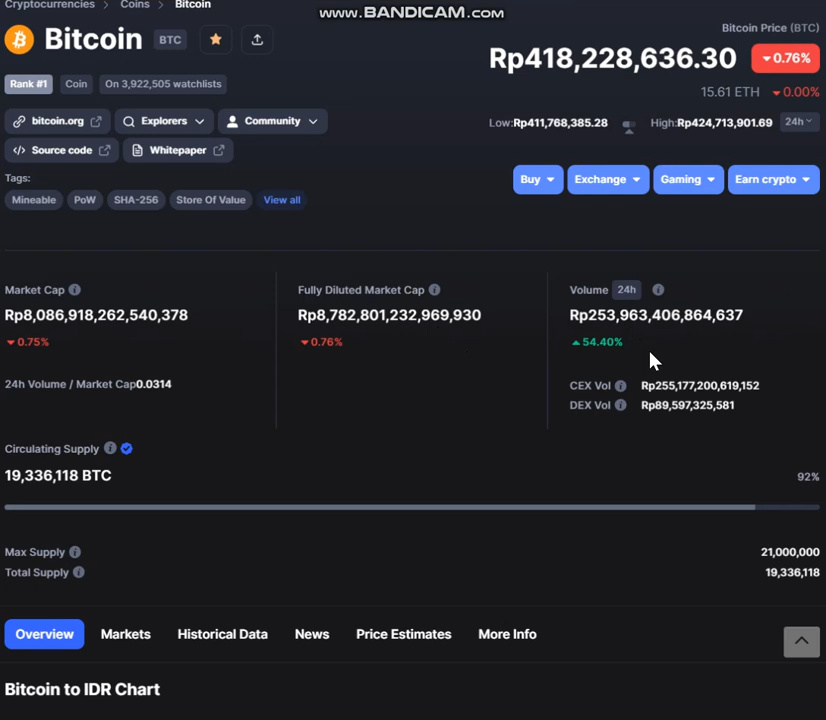 Cryptocurrencies > Coins > Bitcoin
www.BANDICAM.com
Bitcoin BTC
Rank #1 Coin On 3,922,505 watchlists
bitcoin.org Explorers Community
Source code Whitepaper
Tags:
Mineable PoW SHA-256 Store Of Value View all
Bitcoin Price (BTC)
Rp418,228,636.30 0.76%
15.61 ETH 0.00%
Low:Rp411,768,385.28 High:Rp424,713,901.69 24h
Buy Exchange Gaming Earn crypto
Market Cap
Rp8,086,918,262,540,378
0.75%
24h Volume / Market Cap0.0314
Fully Diluted Market Cap
Rp8,782,801,232,969,930
0.76%
Volume 24h
Rp253,963,406,864,637
54.40%
CEX Vol Rp255,177,200,619,152
DEX Vol Rp89,597,325,581
Circulating Supply
19,336,118 BTC 92%
Max Supply 21,000,000
Total Supply 19,336,118
Overview Markets Historical Data News Price Estimates More Info
Bitcoin to IDR Chart